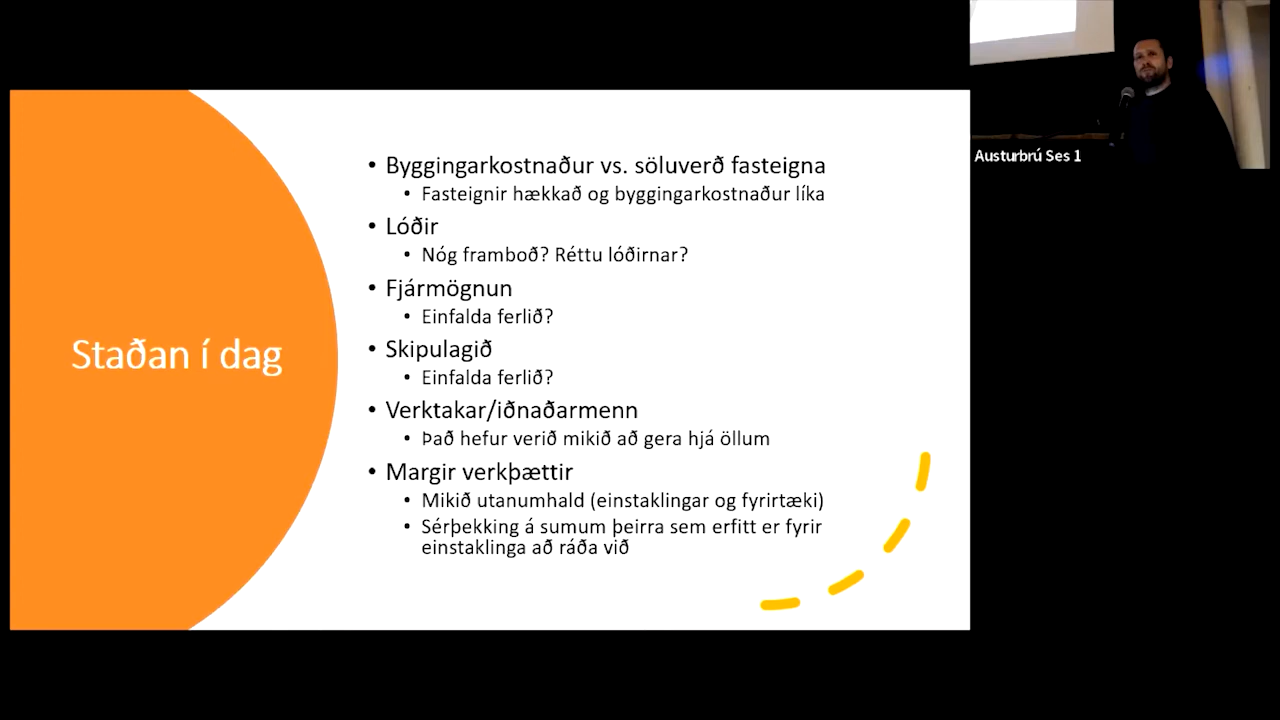 Staðan í dag
• Byggingarkostnaður vs. söluverð fasteigna
• Fasteignir hækkað og byggingarkostnaður líka
• Lóðir
• Nóg framboð? Réttu lóðirnar?
• Fjármögnun
• Einfalda ferlið?
• Skipulagið
• Einfalda ferlið?
• Verktakar/iðnaðarmenn
• Það hefur verið mikið að gera hjá öllum
• Margir verkþættir
• Mikið utanumhald (einstaklingar og fyrirtæki)
• Sérþekking á sumum þeirra sem erfitt er fyrir
einstaklinga að ráða við
Austurbrú Ses 1